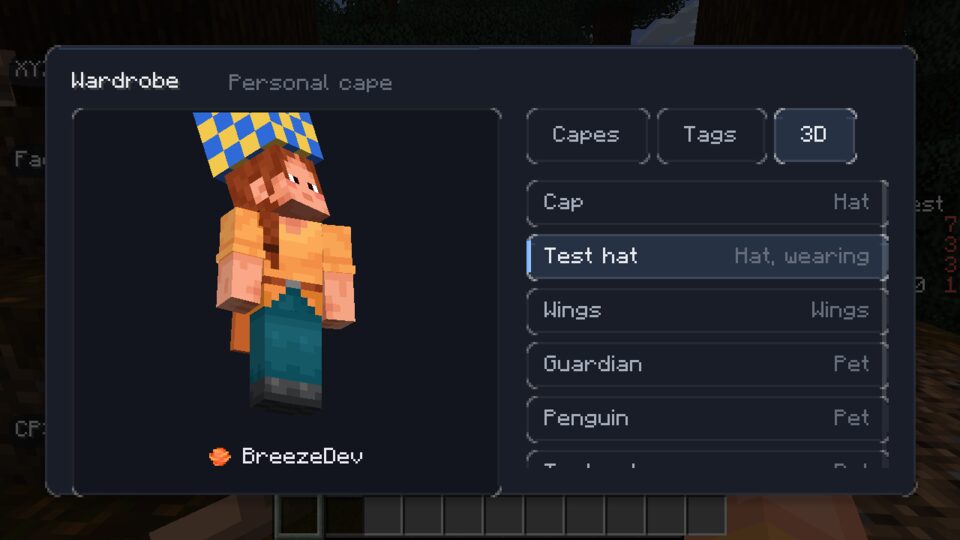 Wardrobe
Personal cape
Capes
Tags
3D
Cap
Hat
Test hat
Hat, wearing
Wings
Wings
Guardian
Pet
Penguin
Pet
BreezeDev